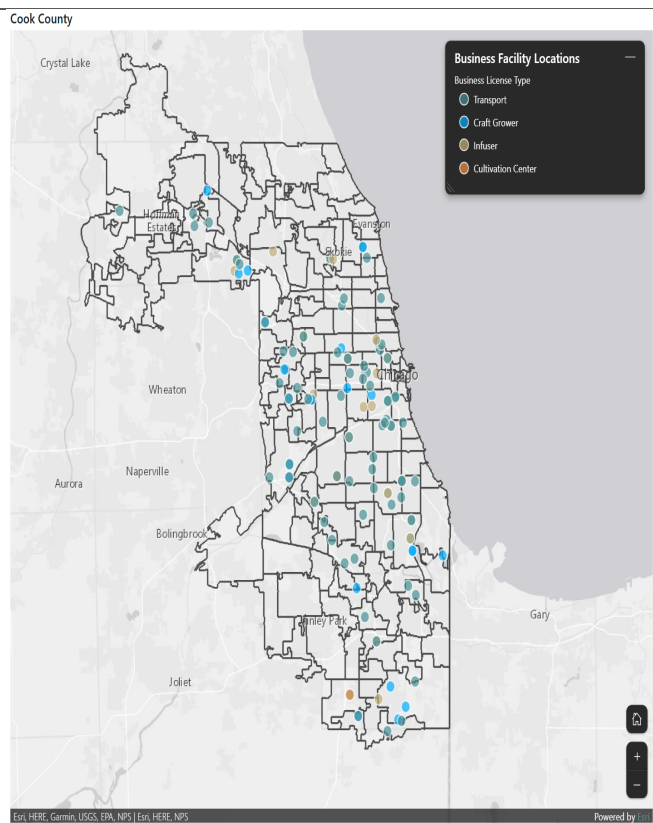 Cook County
Crystal Lake
Business Facility Locations
Business License Type
Transport
Craft Grower
Infuser
Cultivation Center
Hoffman
Estates
Evanston
Skokie
Chicago
Wheaton
Naperville
Aurora
Bolingbrook
Gary
Tinley Park
Joliet
+
−
Esri, HERE, Garmin, USGS, EPA, NPS | Esri, HERE, NPS
Powered by Esri